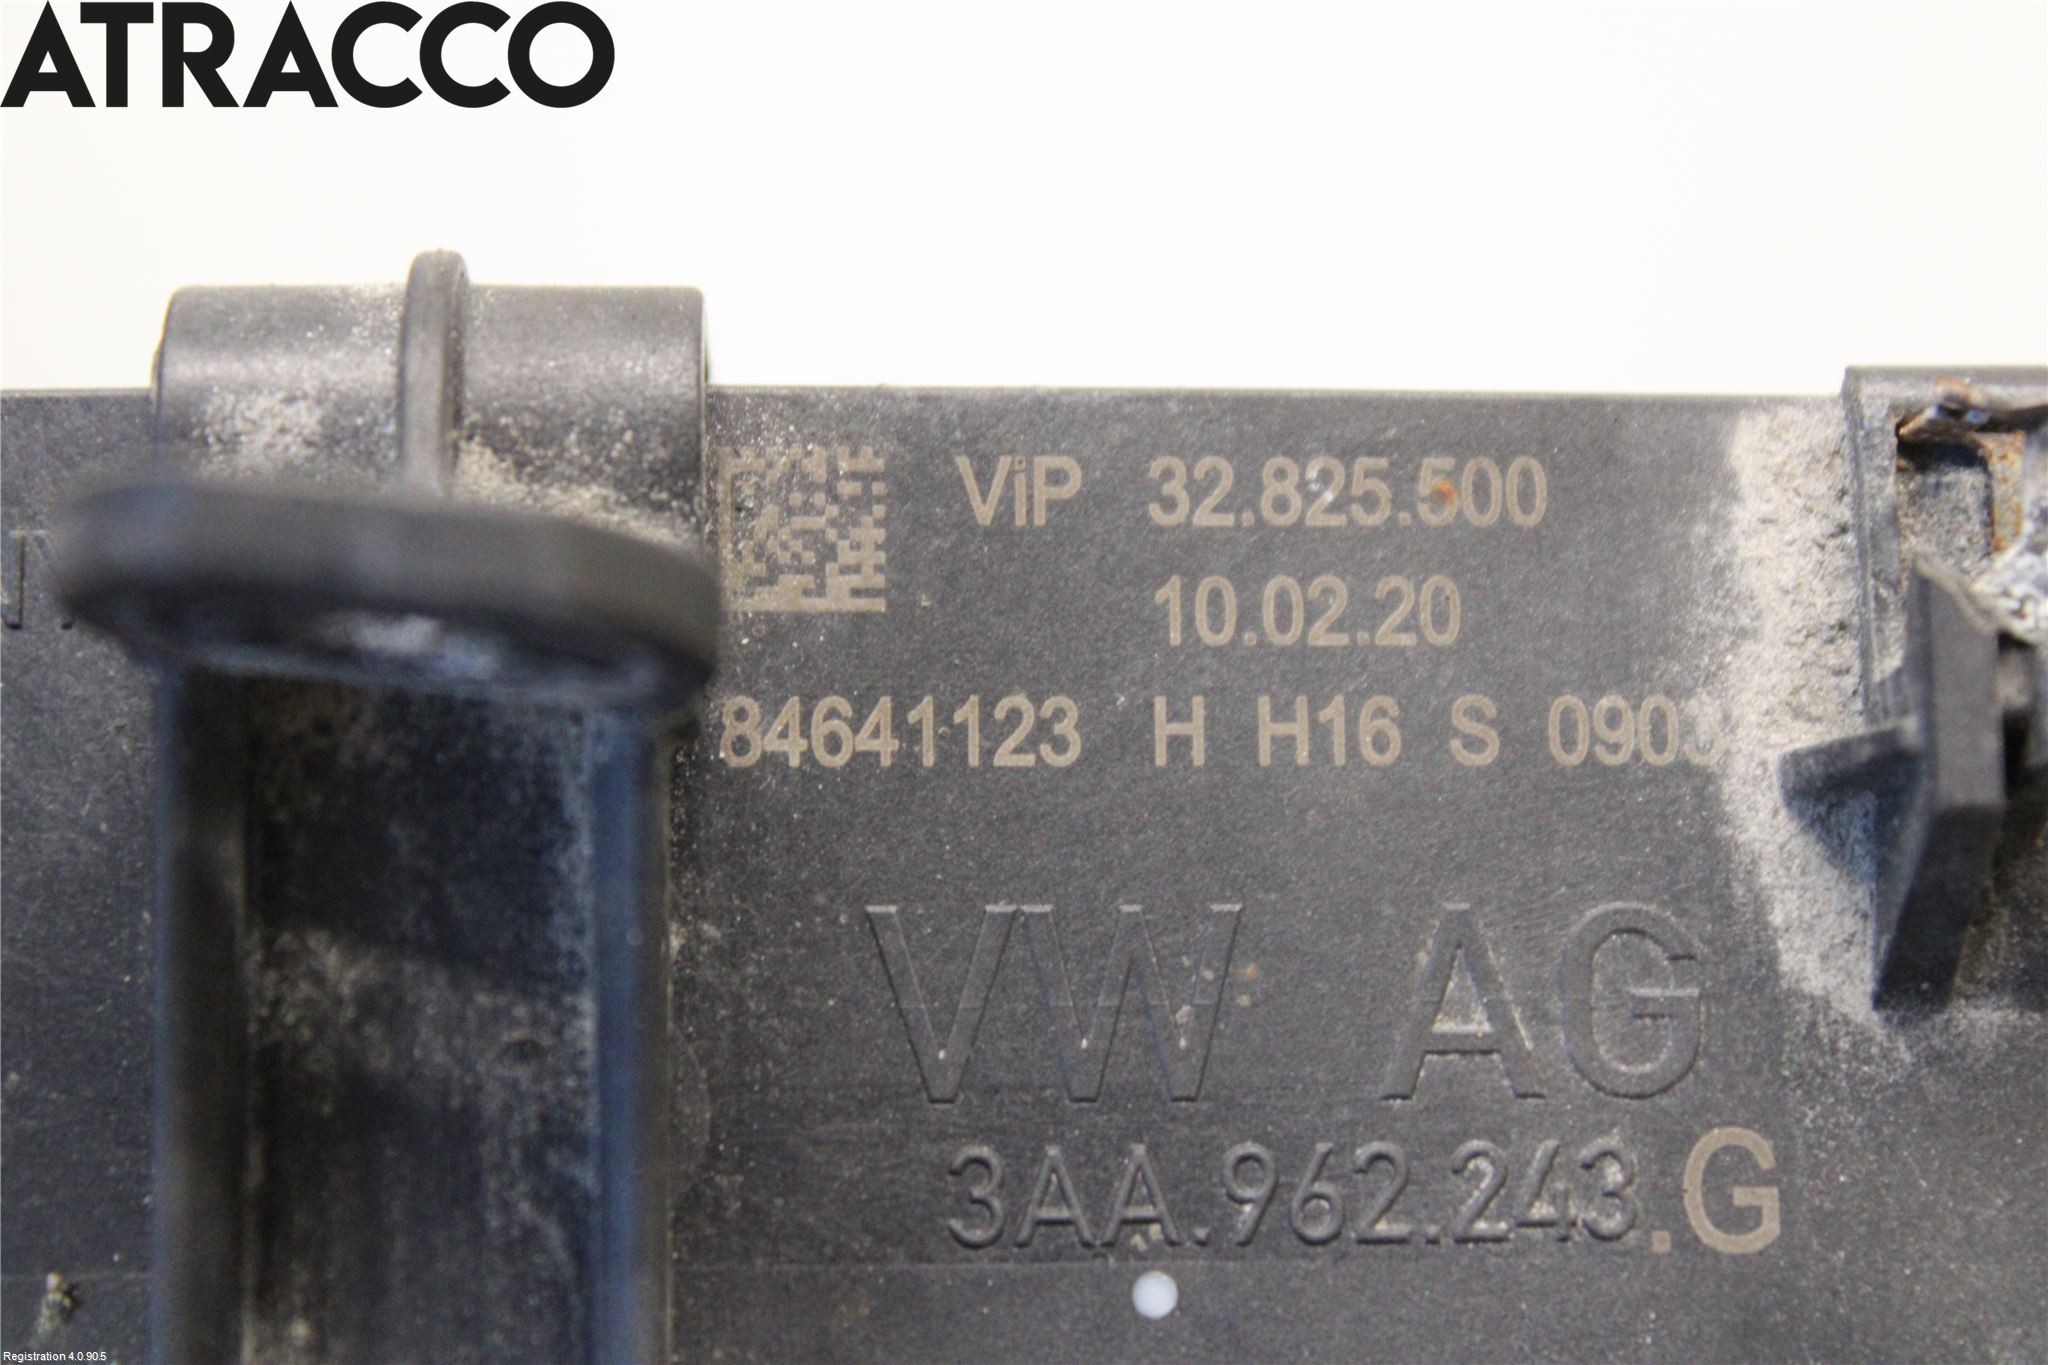 ATRACCO
ViP 32.825.500
10.02.20
84641123 H H16 S
VW AG
3AA.962.243.G
Registration 4.0.90.5